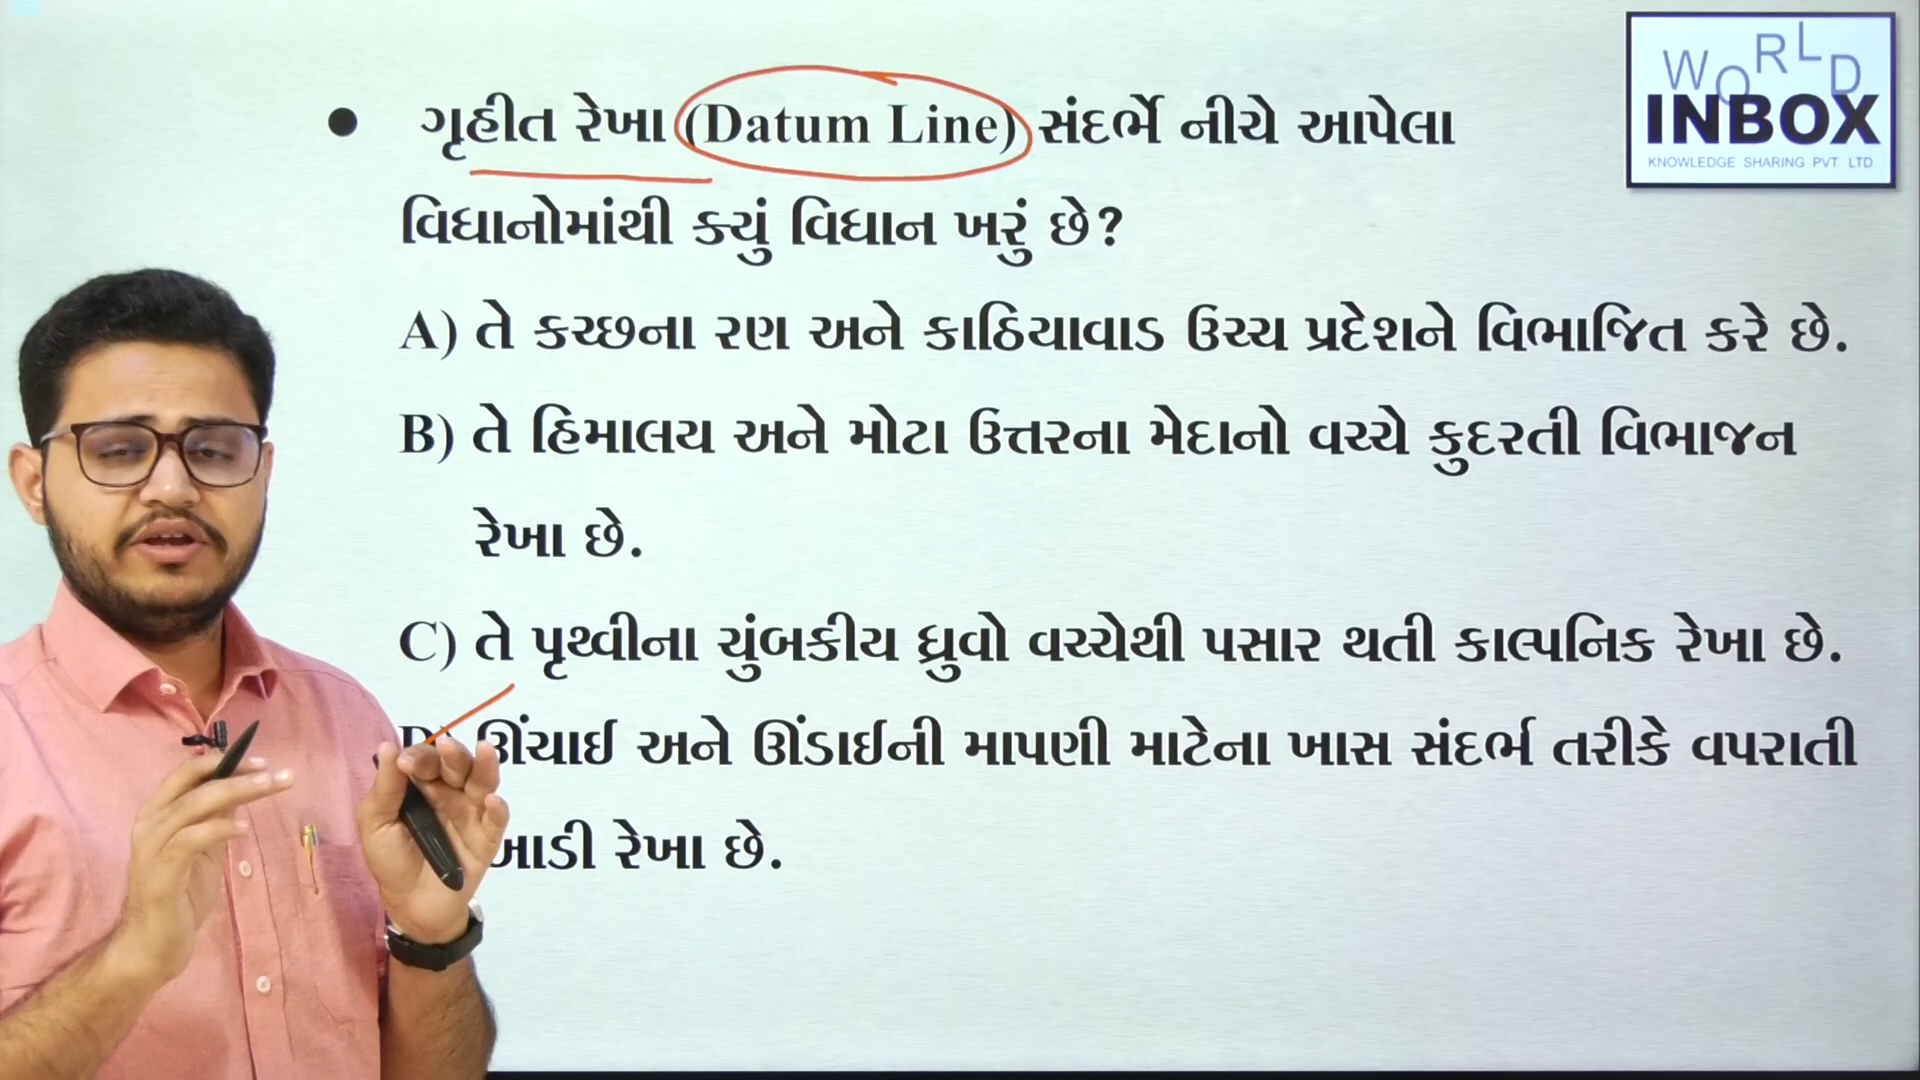 WORLD
INBOX
KNOWLEDGE SHARING PVT LTD
● ગૃહીત રેખા (Datum Line) સંદર્ભે નીચે આપેલા
વિધાનોમાંથી ક્યું વિધાન ખરું છે?
A) તે કચ્છના રણ અને કાઠિયાવાડ ઉચ્ચ પ્રદેશને વિભાજિત કરે છે.
B) તે હિમાલય અને મોટા ઉત્તરના મેદાનો વચ્ચે કુદરતી વિભાજન
રેખા છે.
C) તે પૃથ્વીના ચુંબકીય ધ્રુવો વચ્ચેથી પસાર થતી કાલ્પનિક રેખા છે.
D) ઊંચાઈ અને ઊંડાઈની માપણી માટેના ખાસ સંદર્ભ તરીકે વપરાતી
આડી રેખા છે.